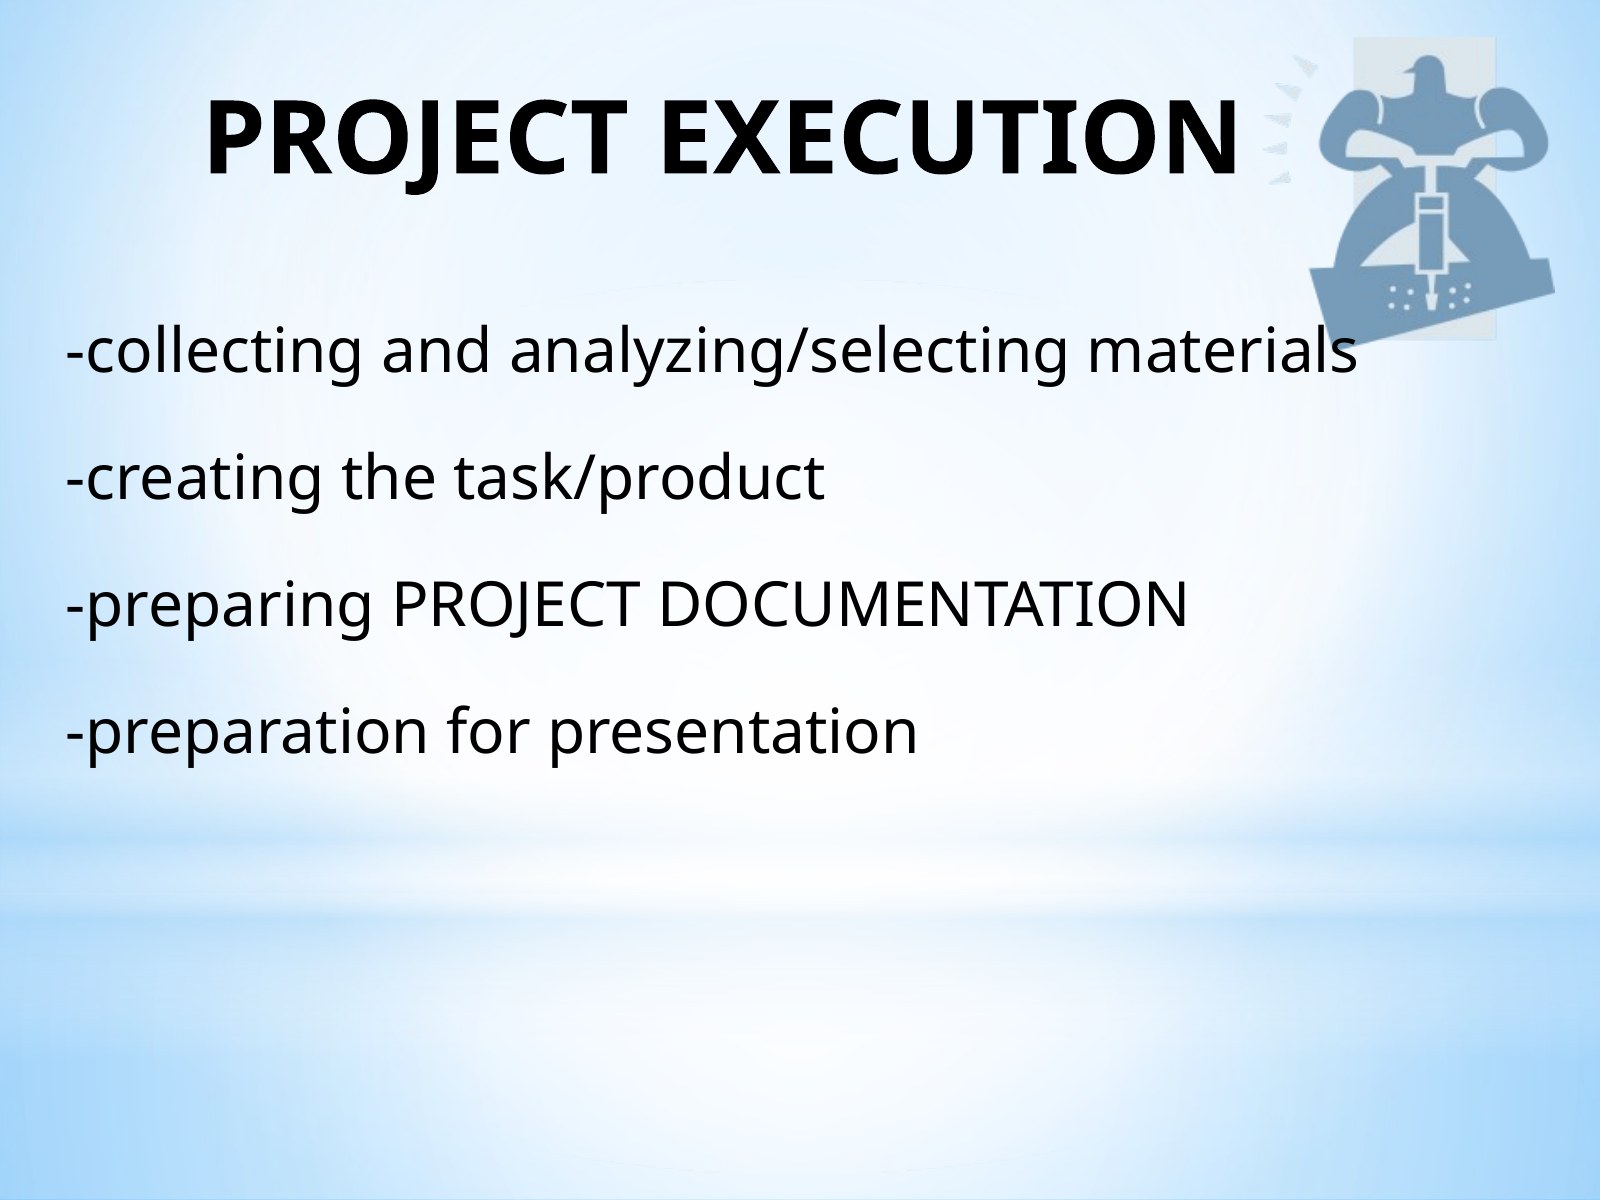 PROJECT EXECUTION
-collecting and analyzing/selecting materials
-creating the task/product
-preparing PROJECT DOCUMENTATION
-preparation for presentation